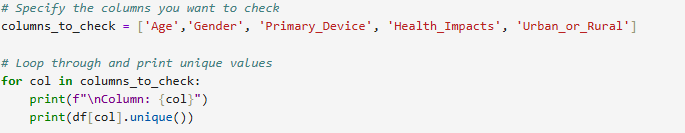 # Specify the columns you want to check
columns_to_check = ['Age','Gender', 'Primary_Device', 'Health_Impacts', 'Urban_or_Rural']
# Loop through and print unique values
for col in columns_to_check:
    print(f"\nColumn: {col}")
    print(df[col].unique())